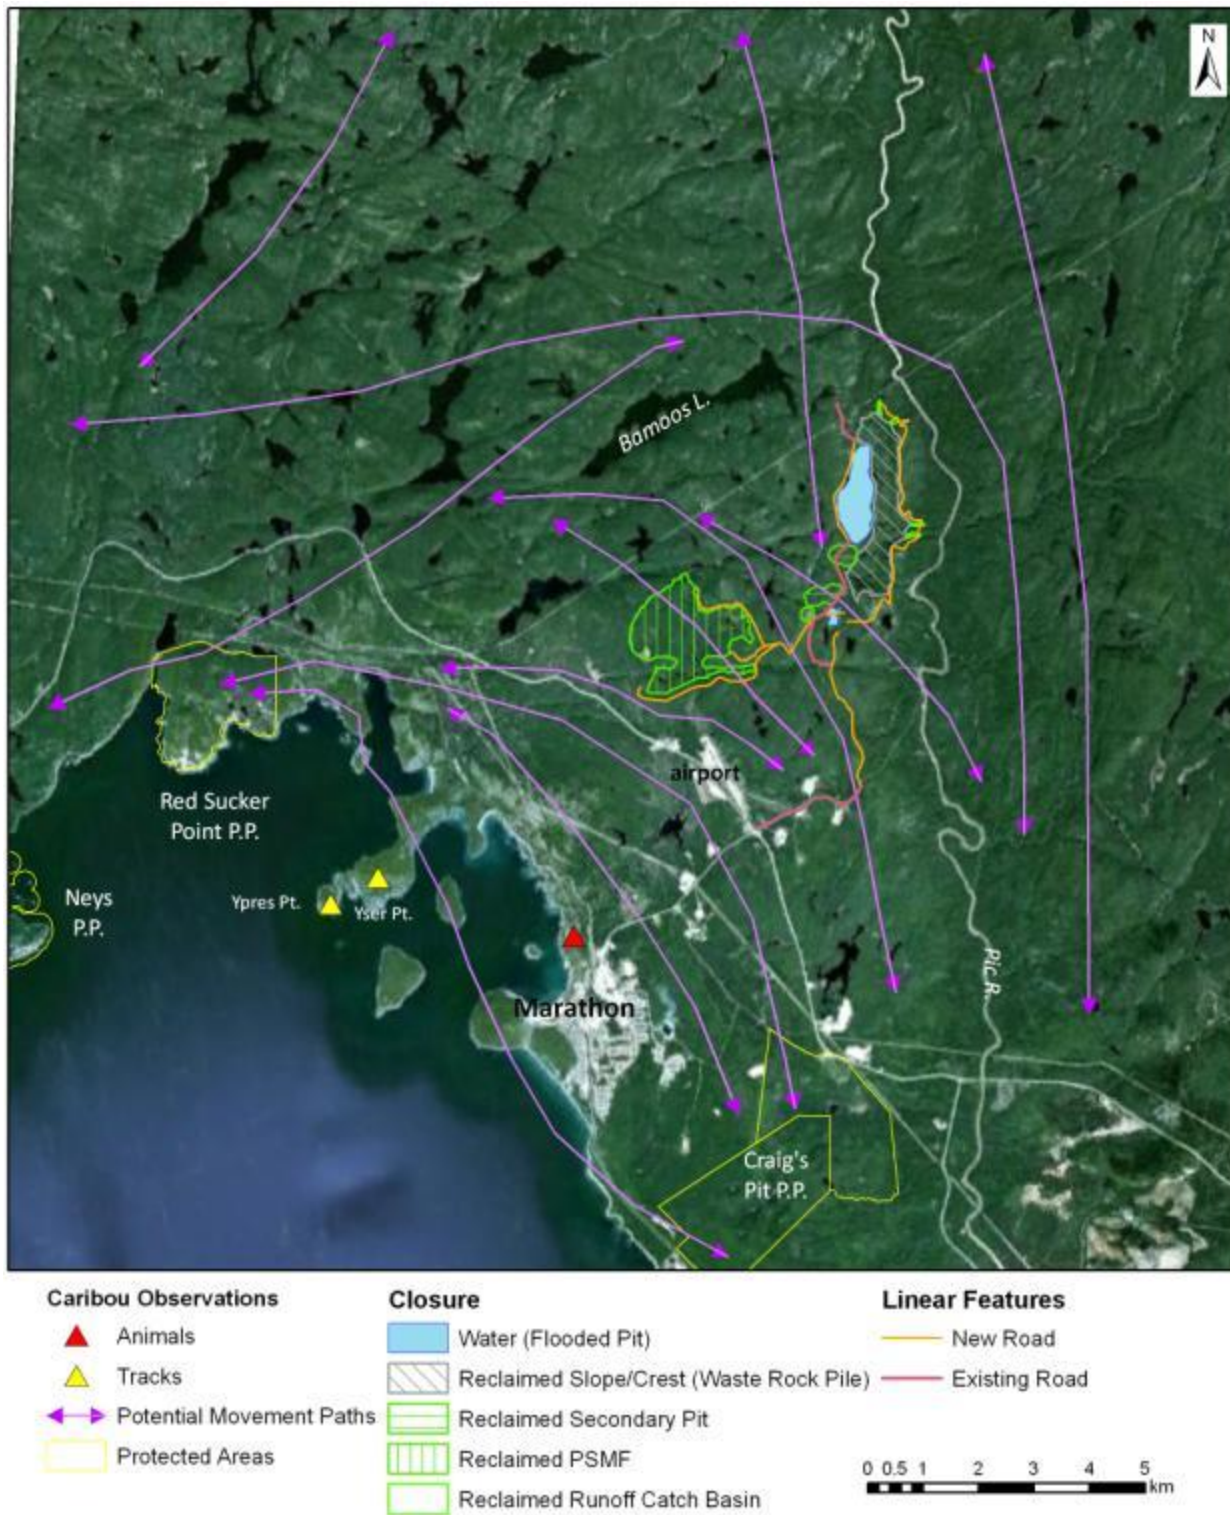 N
Bamoos L.
airport
Red Sucker
Point P.P.
Neys
P.P.
Ypres Pt.
Yser Pt.
Marathon
Pic R.
Craig's
Pit P.P.
Caribou Observations
Animals
Tracks
Potential Movement Paths
Protected Areas
Closure
Water (Flooded Pit)
Reclaimed Slope/Crest (Waste Rock Pile)
Reclaimed Secondary Pit
Reclaimed PSMF
Reclaimed Runoff Catch Basin
Linear Features
New Road
Existing Road
0 0.5 1 2 3 4 5
km